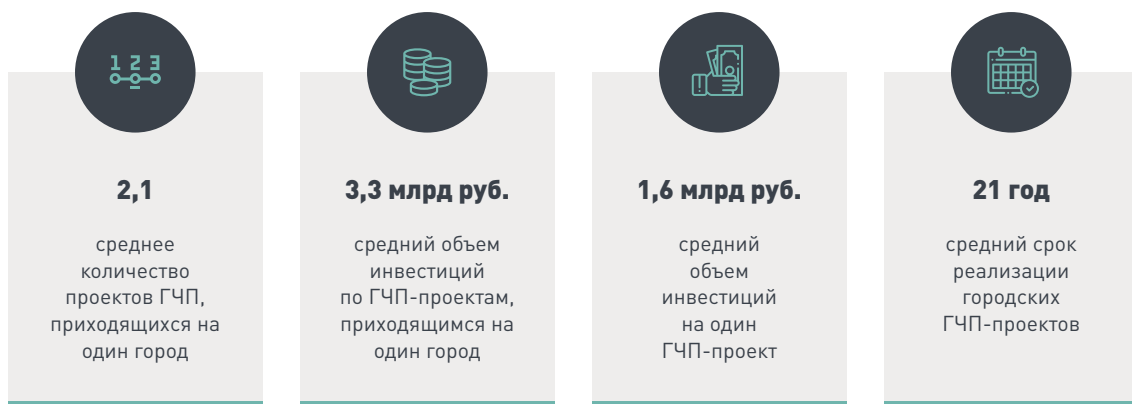 1 2 3
2,1
среднее
количество
проектов ГЧП,
приходящихся на
один город
3,3 млрд руб.
средний объем
инвестиций
по ГЧП-проектам,
приходящимся на
один город
1,6 млрд руб.
средний
объем
инвестиций
на один
ГЧП-проект
21 год
средний срок
реализации
городских
ГЧП-проектов